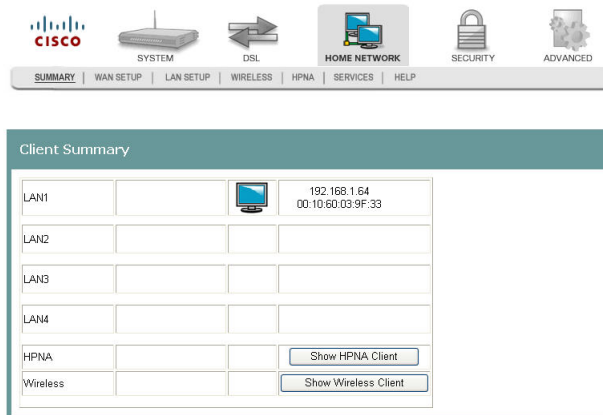 CISCO
SYSTEM DSL HOME NETWORK SECURITY ADVANCED
SUMMARY | WAN SETUP | LAN SETUP | WIRELESS | HPNA | SERVICES | HELP
Client Summary
LAN1 192.168.1.64
00:10:60:03:9F:33
LAN2
LAN3
LAN4
HPNA Show HPNA Client
Wireless Show Wireless Client